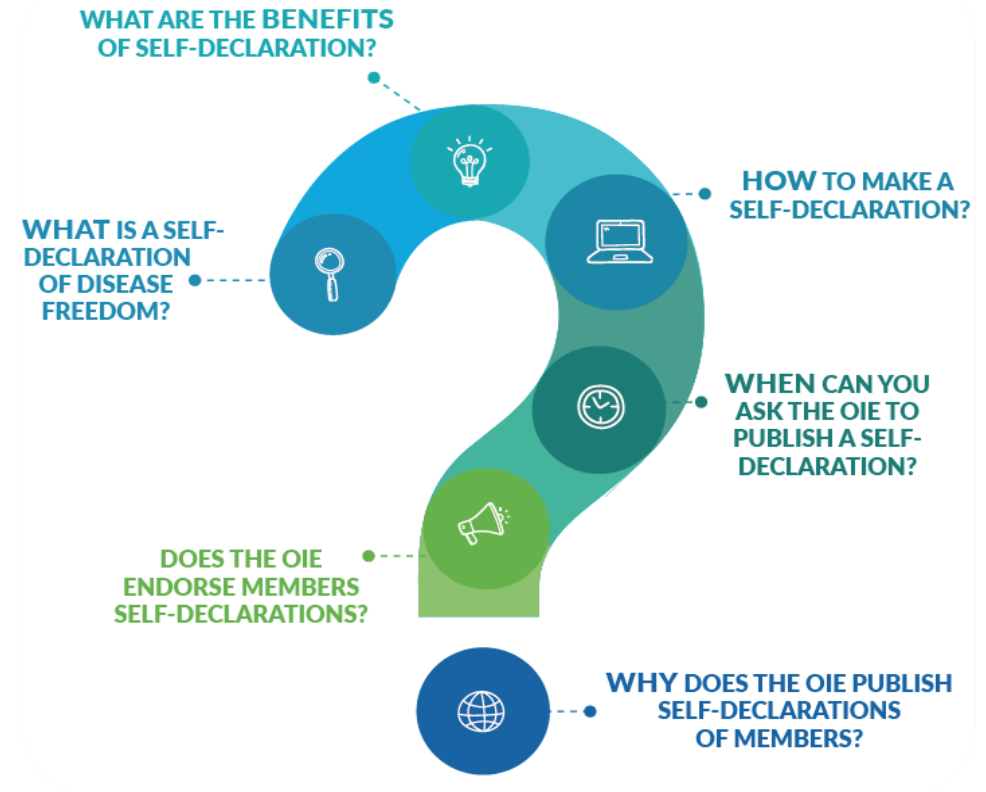 WHAT ARE THE BENEFITS
OF SELF-DECLARATION?
HOW TO MAKE A
SELF-DECLARATION?
WHAT IS A SELF-
DECLARATION
OF DISEASE
FREEDOM?
WHEN CAN YOU
ASK THE OIE TO
PUBLISH A SELF-
DECLARATION?
DOES THE OIE
ENDORSE MEMBERS
SELF-DECLARATIONS?
WHY DOES THE OIE PUBLISH
SELF-DECLARATIONS
OF MEMBERS?